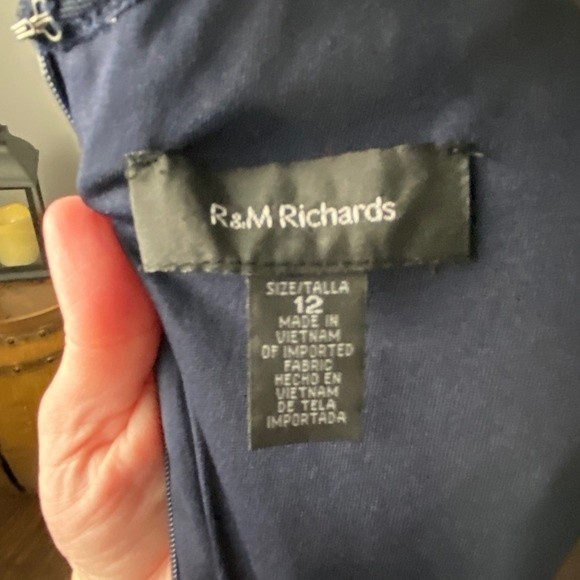 R&M Richards
SIZE/TALLA
12
MADE IN
VIETNAM
OF IMPORTED
FABRIC
HECHO EN
VIETNAM
DE TELA
IMPORTADA